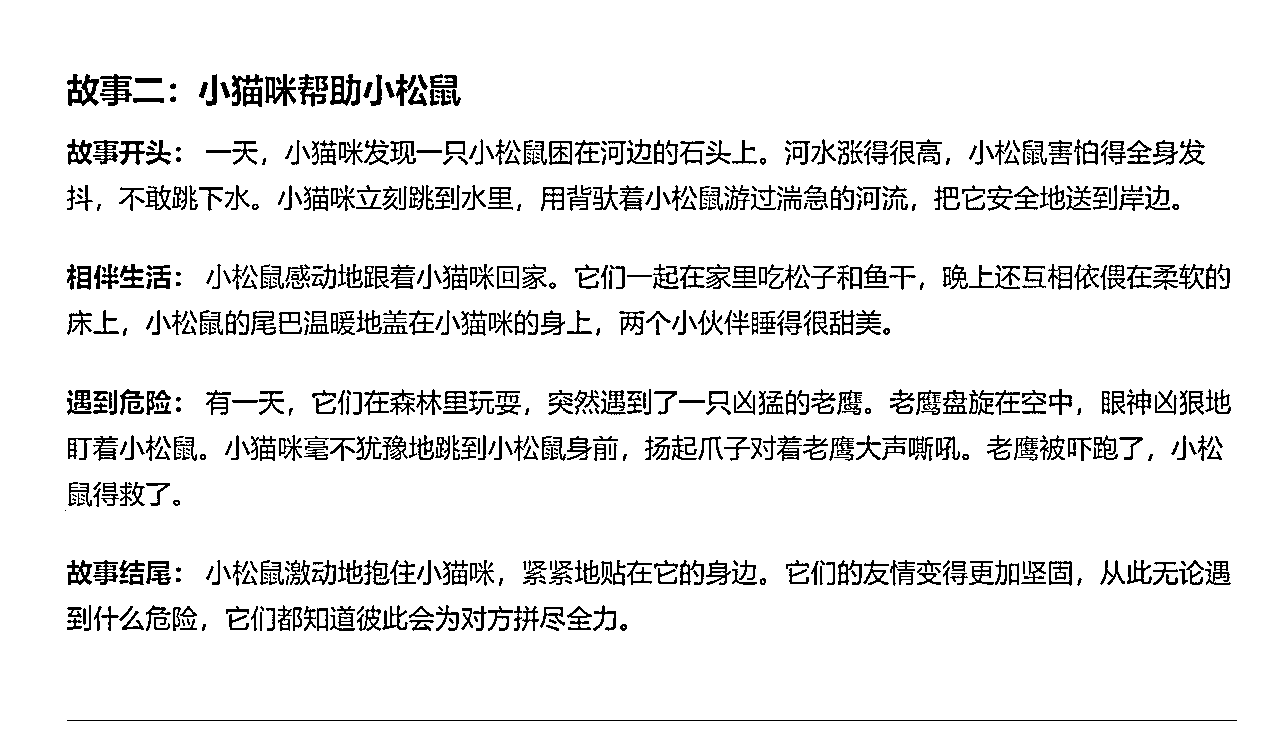 故事二：小猫咪帮助小松鼠
故事开头： 一天，小猫咪发现一只小松鼠困在河边的石头上。河水涨得很高，小松鼠害怕得全身发
抖，不敢跳下水。小猫咪立刻跳到水里，用背驮着小松鼠游过湍急的河流，把它安全地送到岸边。
相伴生活： 小松鼠感动地跟着小猫咪回家。它们一起在家里吃松子和鱼干，晚上还互相依偎在柔软的
床上，小松鼠的尾巴温暖地盖在小猫咪的身上，两个小伙伴睡得很甜美。
遇到危险： 有一天，它们在森林里玩耍，突然遇到了一只凶猛的老鹰。老鹰盘旋在空中，眼神凶狠地
盯着小松鼠。小猫咪毫不犹豫地跳到小松鼠身前，扬起爪子对着老鹰大声嘶吼。老鹰被吓跑了，小松
鼠得救了。
故事结尾： 小松鼠激动地抱住小猫咪，紧紧地贴在它的身边。它们的友情变得更加坚固，从此无论遇
到什么危险，它们都知道彼此会为对方拼尽全力。